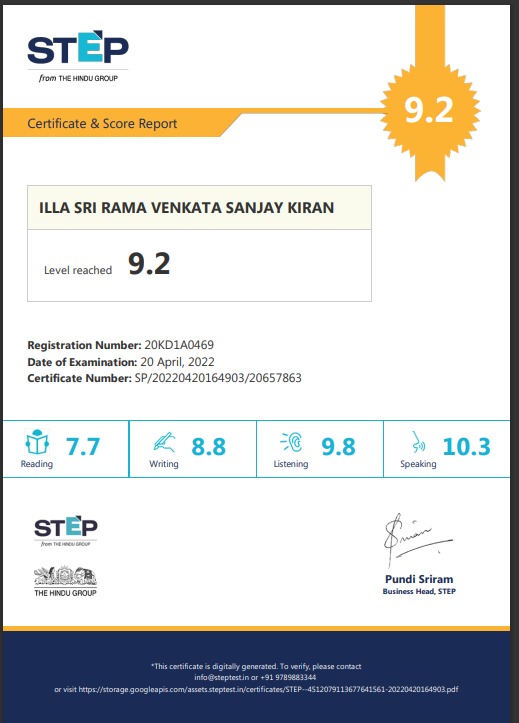 STEP
from THE HINDU GROUP
9.2
Certificate & Score Report
ILLA SRI RAMA VENKATA SANJAY KIRAN
Level reached 9.2
Registration Number: 20KD1A0469
Date of Examination: 20 April, 2022
Certificate Number: SP/20220420164903/20657863
7.7
Reading
8.8
Writing
9.8
Listening
10.3
Speaking
STEP
from THE HINDU GROUP
THE HINDU GROUP
Pundi Sriram
Business Head, STEP
*This certificate is digitally generated. To verify, please contact
info@steptest.in or +91 9789883344
or visit https://storage.googleapis.com/assets.steptest.in/certificates/STEP--4512079113677641561-20220420164903.pdf